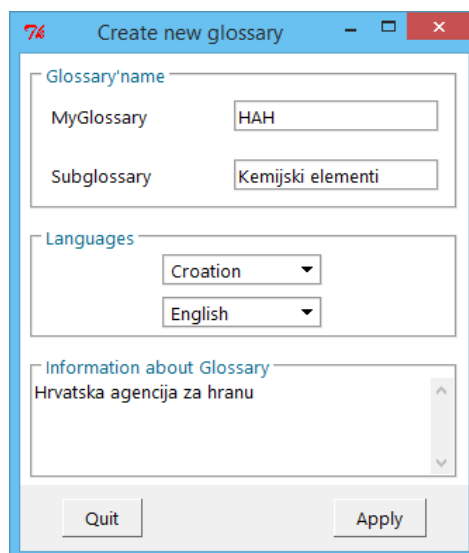 Create new glossary
Glossary'name
MyGlossary HAH
Subglossary Kemijski elementi
Languages
Croation
English
Information about Glossary
Hrvatska agencija za hranu
Quit Apply